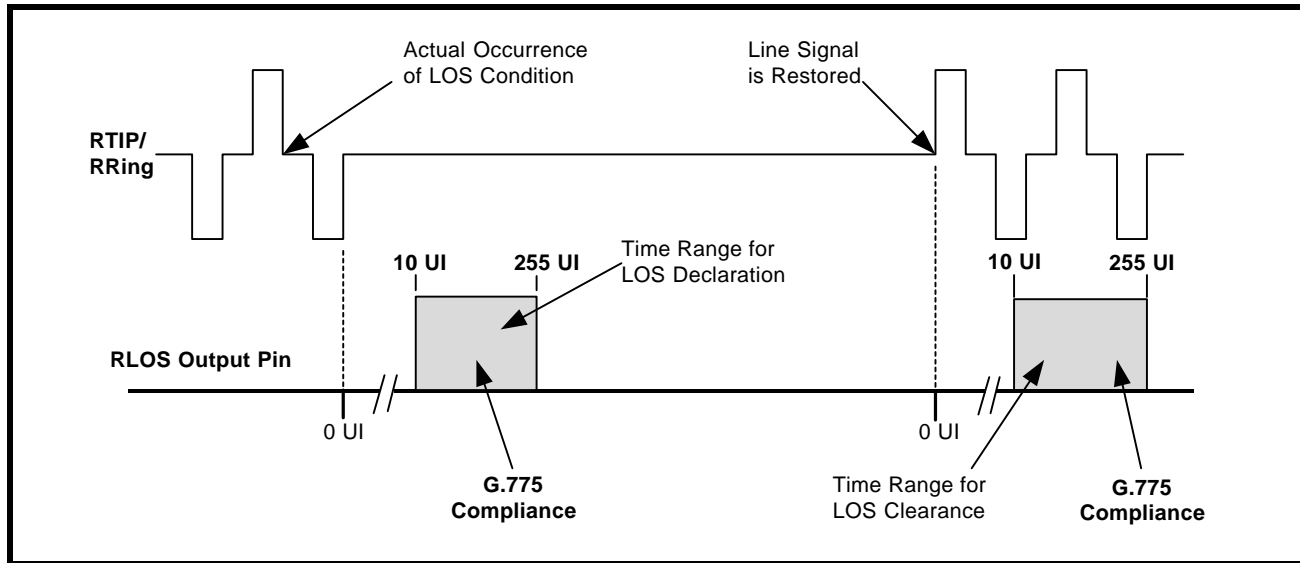 Actual Occurrence
of LOS Condition
Line Signal
is Restored
RTIP/
RRing
Time Range for
LOS Declaration
10 UI
255 UI
10 UI
255 UI
RLOS Output Pin
0 UI
0 UI
G.775
Compliance
Time Range for
LOS Clearance
G.775
Compliance